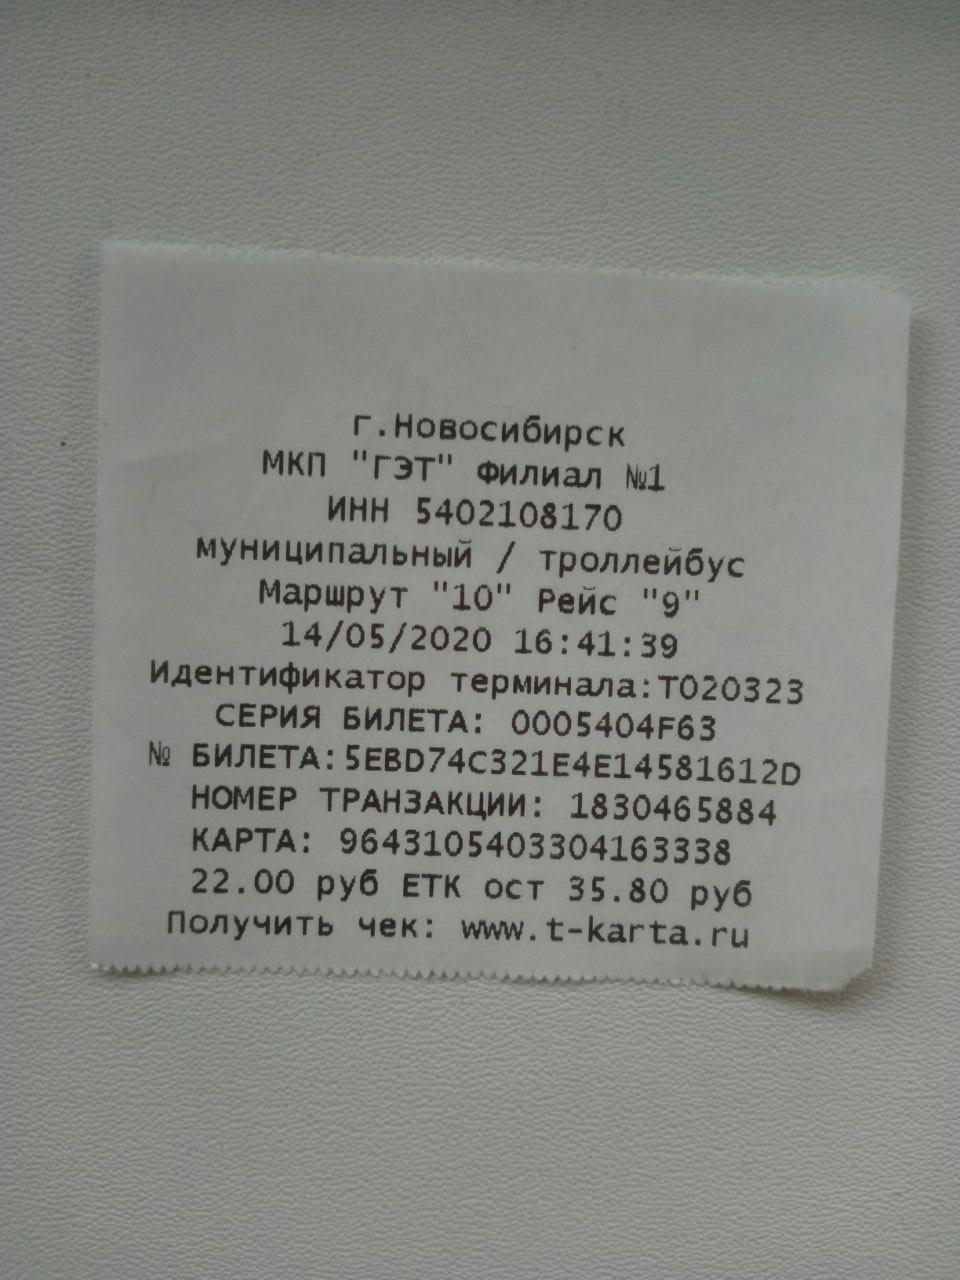 г.Новосибирск
МКП "ГЭТ" Филиал №1
ИНН 5402108170
муниципальный / троллейбус
Маршрут "10" Рейс "9"
14/05/2020 16:41:39
Идентификатор терминала:T020323
СЕРИЯ БИЛЕТА: 0005404F63
№ БИЛЕТА:5EBD74C321E4E14581612D
НОМЕР ТРАНЗАКЦИИ: 1830465884
КАРТА: 9643105403304163338
22.00 руб ЕТК ост 35.80 руб
Получить чек: www.t-karta.ru